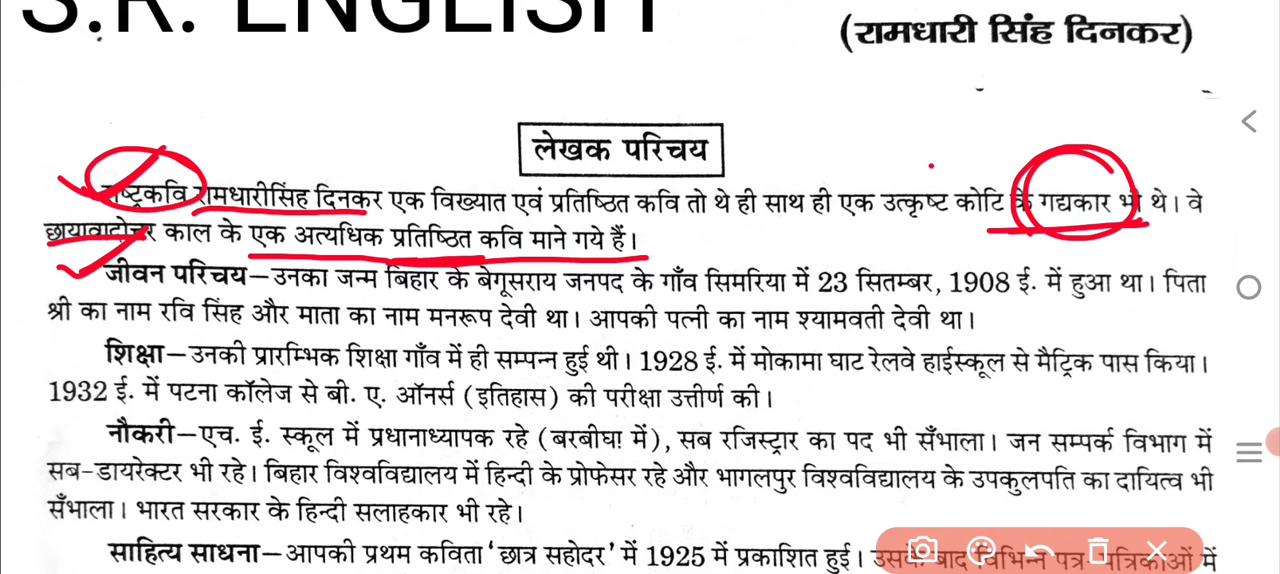 S.R. ENGLISH
(रामधारी सिंह दिनकर)
लेखक परिचय
राष्ट्रकवि रामधारीसिंह दिनकर एक विख्यात एवं प्रतिष्ठित कवि तो थे ही साथ ही एक उत्कृष्ट कोटि के गद्यकार भी थे। वे
छायावादोत्तर काल के एक अत्यधिक प्रतिष्ठित कवि माने गये हैं।
जीवन परिचय–उनका जन्म बिहार के बेगूसराय जनपद के गाँव सिमरिया में 23 सितम्बर, 1908 ई. में हुआ था। पिता
श्री का नाम रवि सिंह और माता का नाम मनरूप देवी था। आपकी पत्नी का नाम श्यामवती देवी था।
शिक्षा–उनकी प्रारम्भिक शिक्षा गाँव में ही सम्पन्न हुई थी। 1928 ई. में मोकामा घाट रेलवे हाईस्कूल से मैट्रिक पास किया।
1932 ई. में पटना कॉलेज से बी. ए. ऑनर्स (इतिहास) की परीक्षा उत्तीर्ण की।
नौकरी–एच. ई. स्कूल में प्रधानाध्यापक रहे (बरबीघा में), सब रजिस्ट्रार का पद भी सँभाला। जन सम्पर्क विभाग में
सब-डायरेक्टर भी रहे। बिहार विश्वविद्यालय में हिन्दी के प्रोफेसर रहे और भागलपुर विश्वविद्यालय के उपकुलपति का दायित्व भी
सँभाला। भारत सरकार के हिन्दी सलाहकार भी रहे।
साहित्य साधना–आपकी प्रथम कविता 'छात्र सहोदर' में 1925 में प्रकाशित हुई। उसके बाद विभिन्न पत्र-पत्रिकाओं में